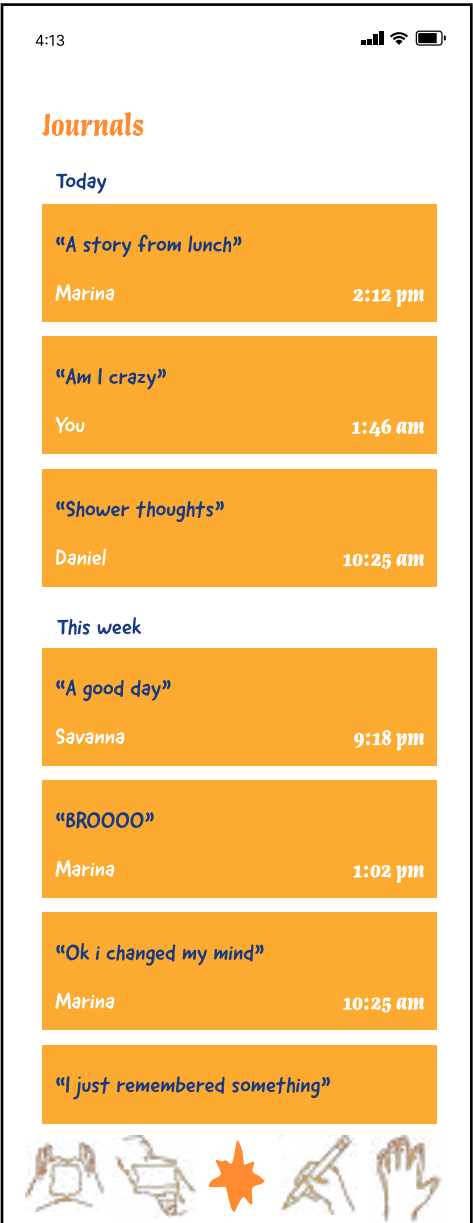 4:13
Journals
Today
“A story from lunch”
Marina 2:12 pm
“Am I crazy”
You 1:46 am
“Shower thoughts”
Daniel 10:25 am
This week
“A good day”
Savanna 9:18 pm
“BROOOO”
Marina 1:02 pm
“Ok i changed my mind”
Marina 10:25 am
“I just remembered something”